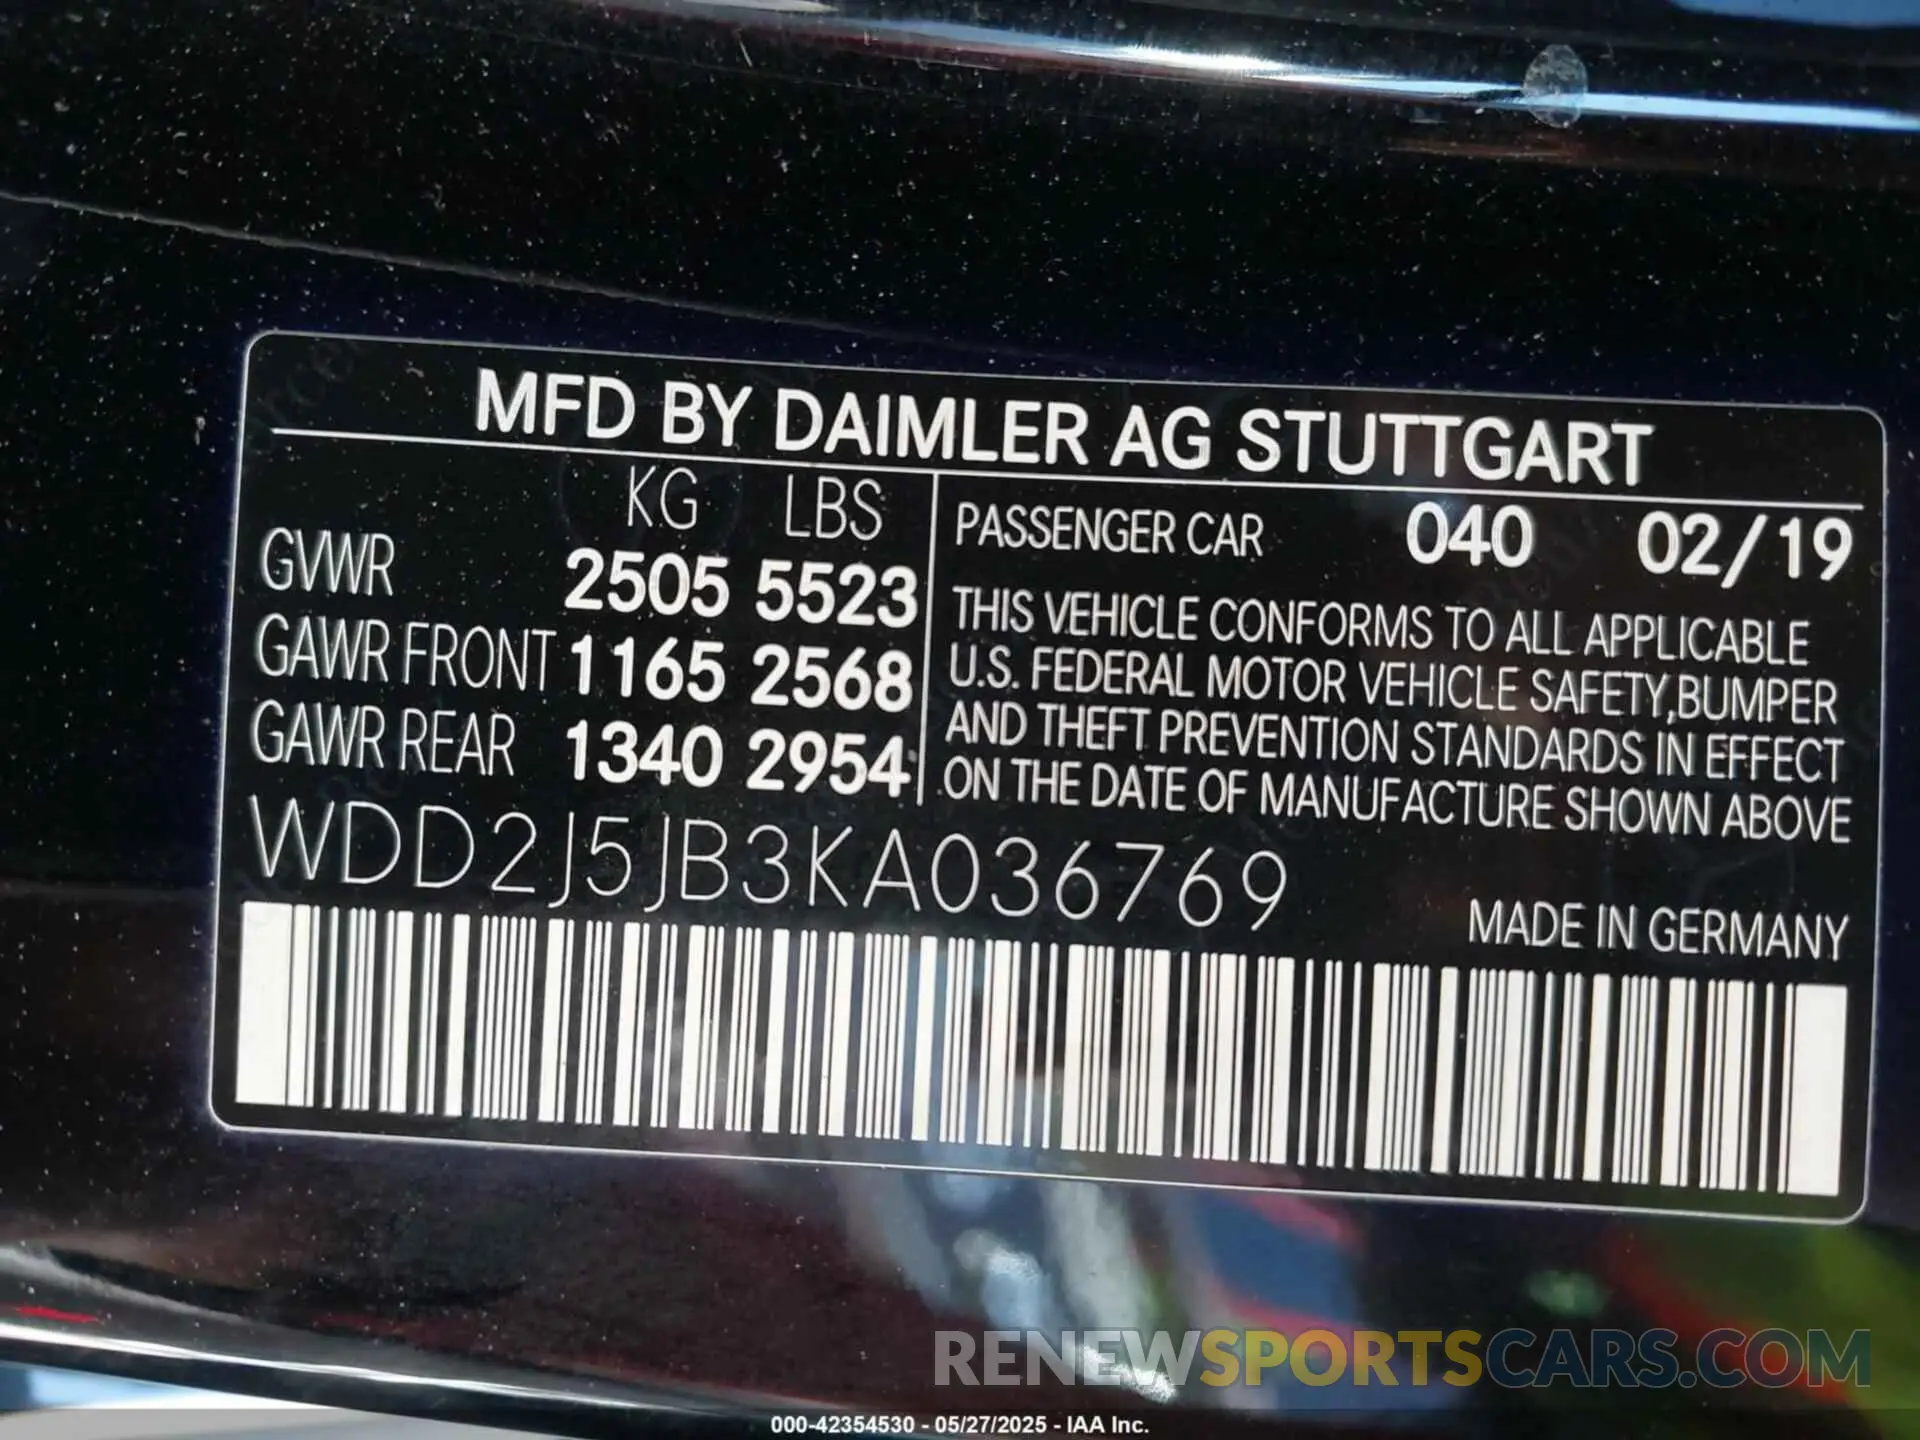 MFD BY DAIMLER AG STUTTGART
KG LBS
GVWR 2505 5523
GAWR FRONT 1165 2568
GAWR REAR 1340 2954
PASSENGER CAR 040 02/19
THIS VEHICLE CONFORMS TO ALL APPLICABLE
U.S. FEDERAL MOTOR VEHICLE SAFETY,BUMPER
AND THEFT PREVENTION STANDARDS IN EFFECT
ON THE DATE OF MANUFACTURE SHOWN ABOVE
WDD2J5JB3KA036769
MADE IN GERMANY
RENEWSPORTSCARS.COM
000-42354530 - 05/27/2025 - IAA Inc.